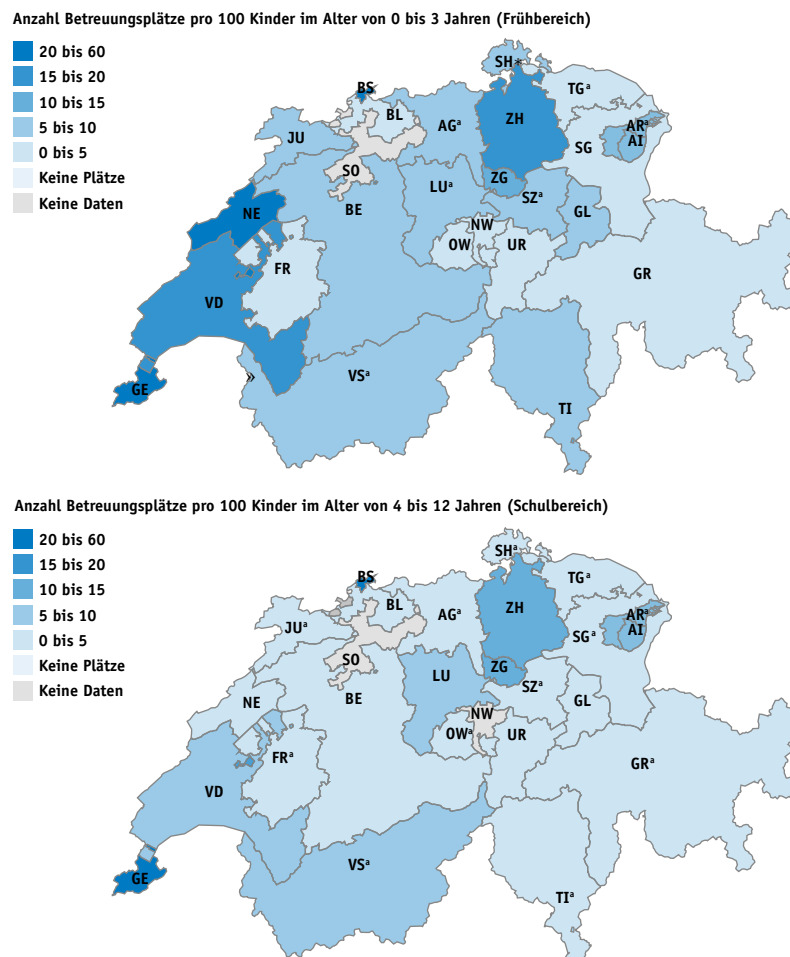 Anzahl Betreuungsplätze pro 100 Kinder im Alter von 0 bis 3 Jahren (Frühbereich)
20 bis 60
15 bis 20
10 bis 15
5 bis 10
0 bis 5
Keine Plätze
Keine Daten
SH*
BS
TGᵃ
BL
AGᵃ
ZH
ARᵃ
AI
JU
SG
SO
ZG
LUᵃ
SZᵃ
BE
NE
GL
NW
OW
UR
FR
GR
VD
»
VSᵃ
GE
TI
Anzahl Betreuungsplätze pro 100 Kinder im Alter von 4 bis 12 Jahren (Schulbereich)
20 bis 60
15 bis 20
10 bis 15
5 bis 10
0 bis 5
Keine Plätze
Keine Daten
SHᵃ
BS
TGᵃ
BL
AGᵃ
ZH
ARᵃ
AI
JUᵃ
SGᵃ
SO
ZG
LU
SZᵃ
BE
NE
GL
NW
OWᵃ
UR
FRᵃ
GRᵃ
VD
VSᵃ
GE
TIᵃ